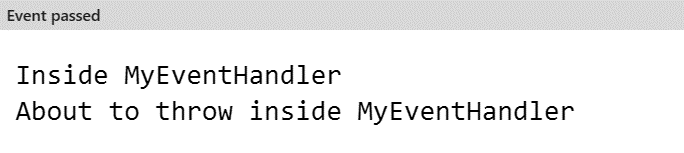 Event passed
Inside MyEventHandler
About to throw inside MyEventHandler